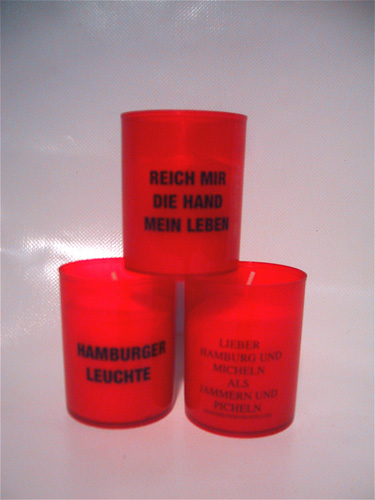 REICH MIR
DIE HAND
MEIN LEBEN
HAMBURGER
LEUCHTE
LIEBER
HAMBURG UND
MICHELN
ALS
JAMMERN UND
PICHELN